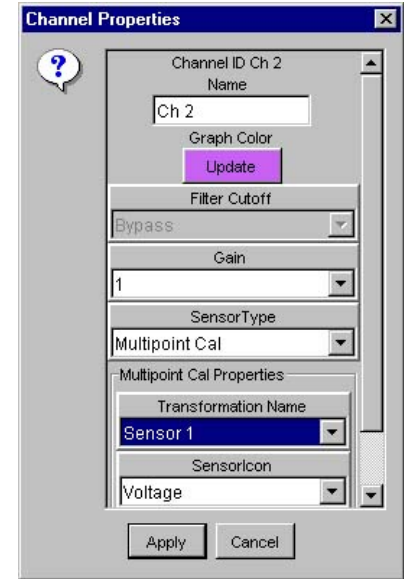 Channel Properties
Channel ID Ch 2
Name
Ch 2
Graph Color
Update
Filter Cutoff
Bypass
Gain
1
SensorType
Multipoint Cal
Multipoint Cal Properties
Transformation Name
Sensor 1
SensorIcon
Voltage
Apply Cancel